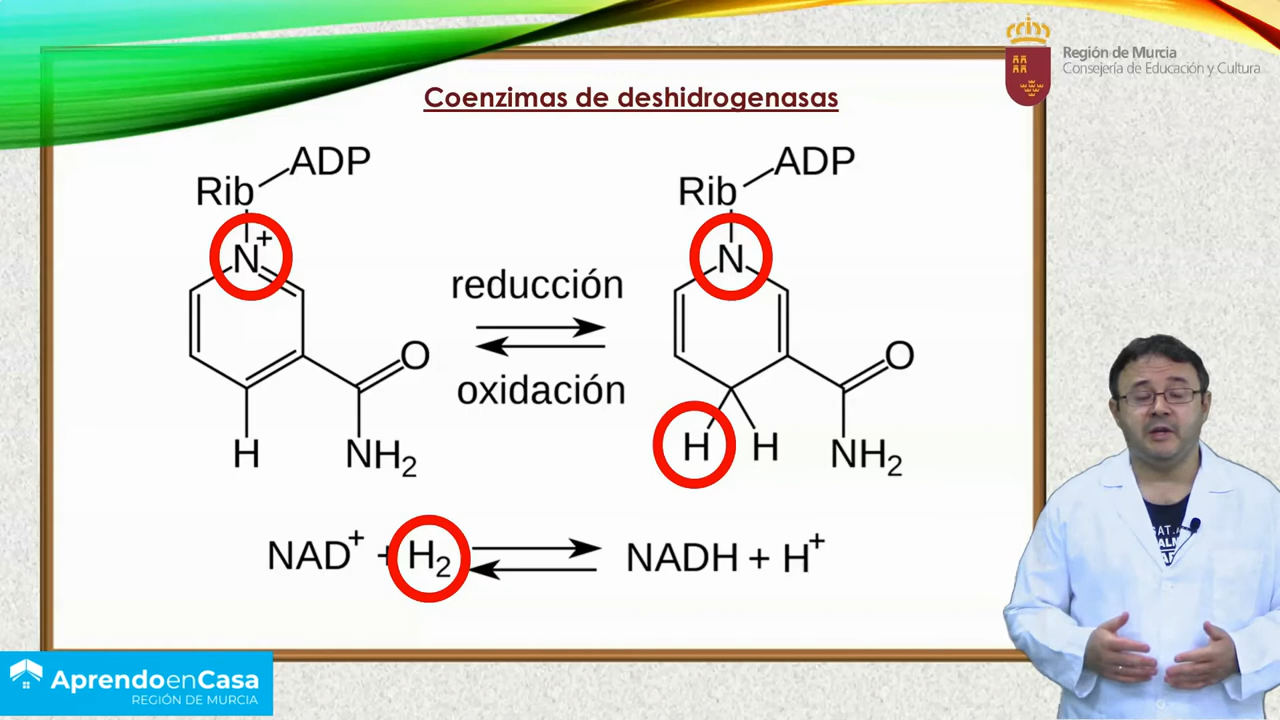 Región de Murcia
Consejería de Educación y Cultura
Coenzimas de deshidrogenasas
ADP
Rib
N+
O
H
NH2
reducción
oxidación
ADP
Rib
N
O
H H
NH2
NAD+ + H2 NADH + H+
AprendoenCasa
REGIÓN DE MURCIA